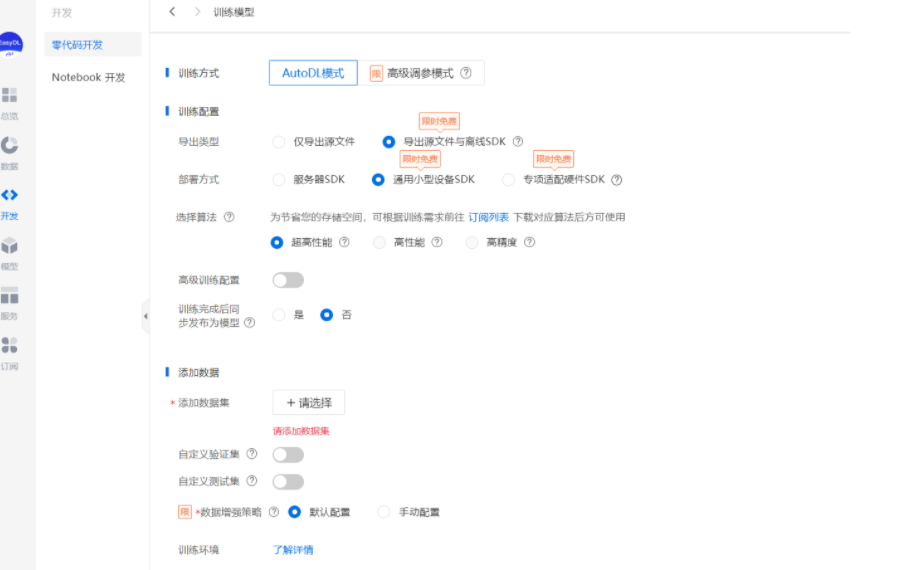 开发
训练模型
EasyDL
零代码开发
Notebook 开发
总览
数据
开发
模型
服务
订阅
训练方式
AutoDL模式
限 高级调参模式 ?
训练配置
限时免费
导出类型
仅导出源文件
导出源文件与离线SDK ?
限时免费
限时免费
部署方式
服务器SDK
通用小型设备SDK
专项适配硬件SDK ?
选择算法 ?
为节省您的存储空间，可根据训练需求前往 订阅列表 下载对应算法后方可使用
超高性能 ?
高性能 ?
高精度 ?
高级训练配置
训练完成后同
步发布为模型 ?
是
否
添加数据
* 添加数据集
+ 请选择
请添加数据集
自定义验证集 ?
自定义测试集 ?
限 *数据增强策略 ?
默认配置
手动配置
训练环境
了解详情